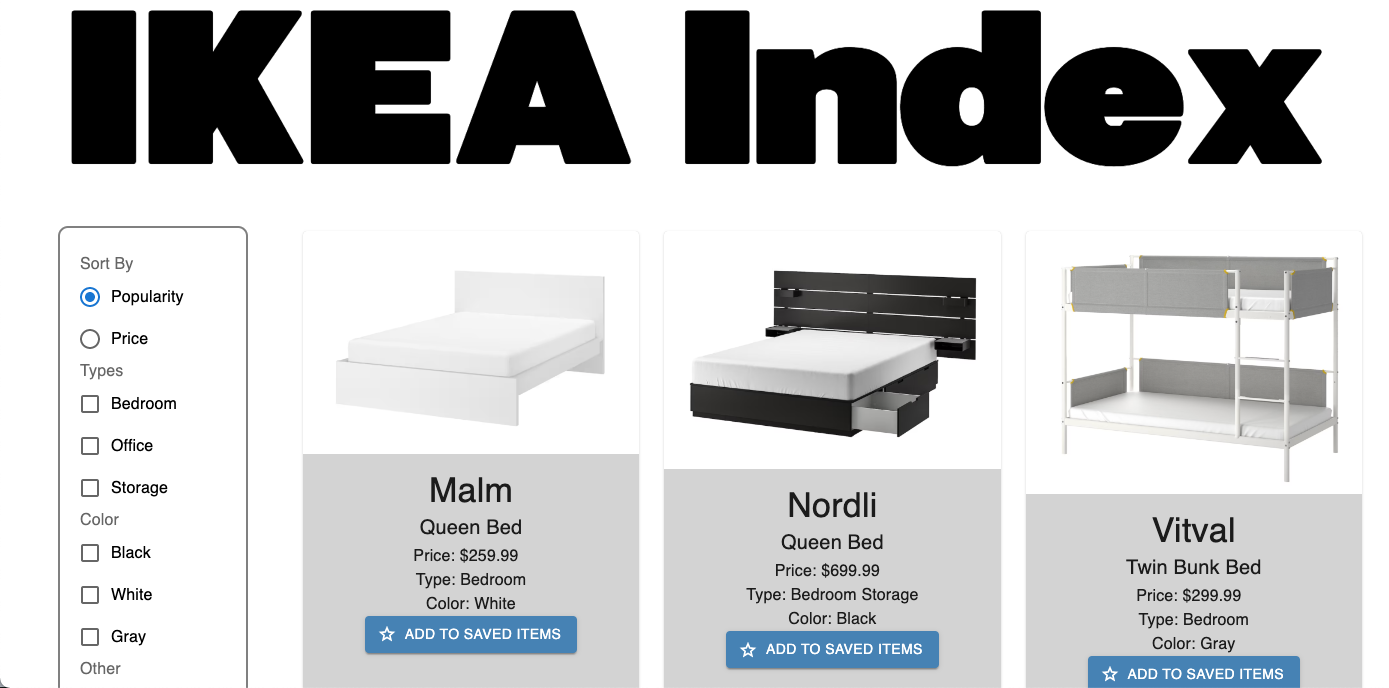 IKEA Index
Sort By
Popularity
Price
Types
Bedroom
Office
Storage
Color
Black
White
Gray
Other
Malm
Queen Bed
Price: $259.99
Type: Bedroom
Color: White
ADD TO SAVED ITEMS
Nordli
Queen Bed
Price: $699.99
Type: Bedroom Storage
Color: Black
ADD TO SAVED ITEMS
Vitval
Twin Bunk Bed
Price: $299.99
Type: Bedroom
Color: Gray
ADD TO SAVED ITEMS